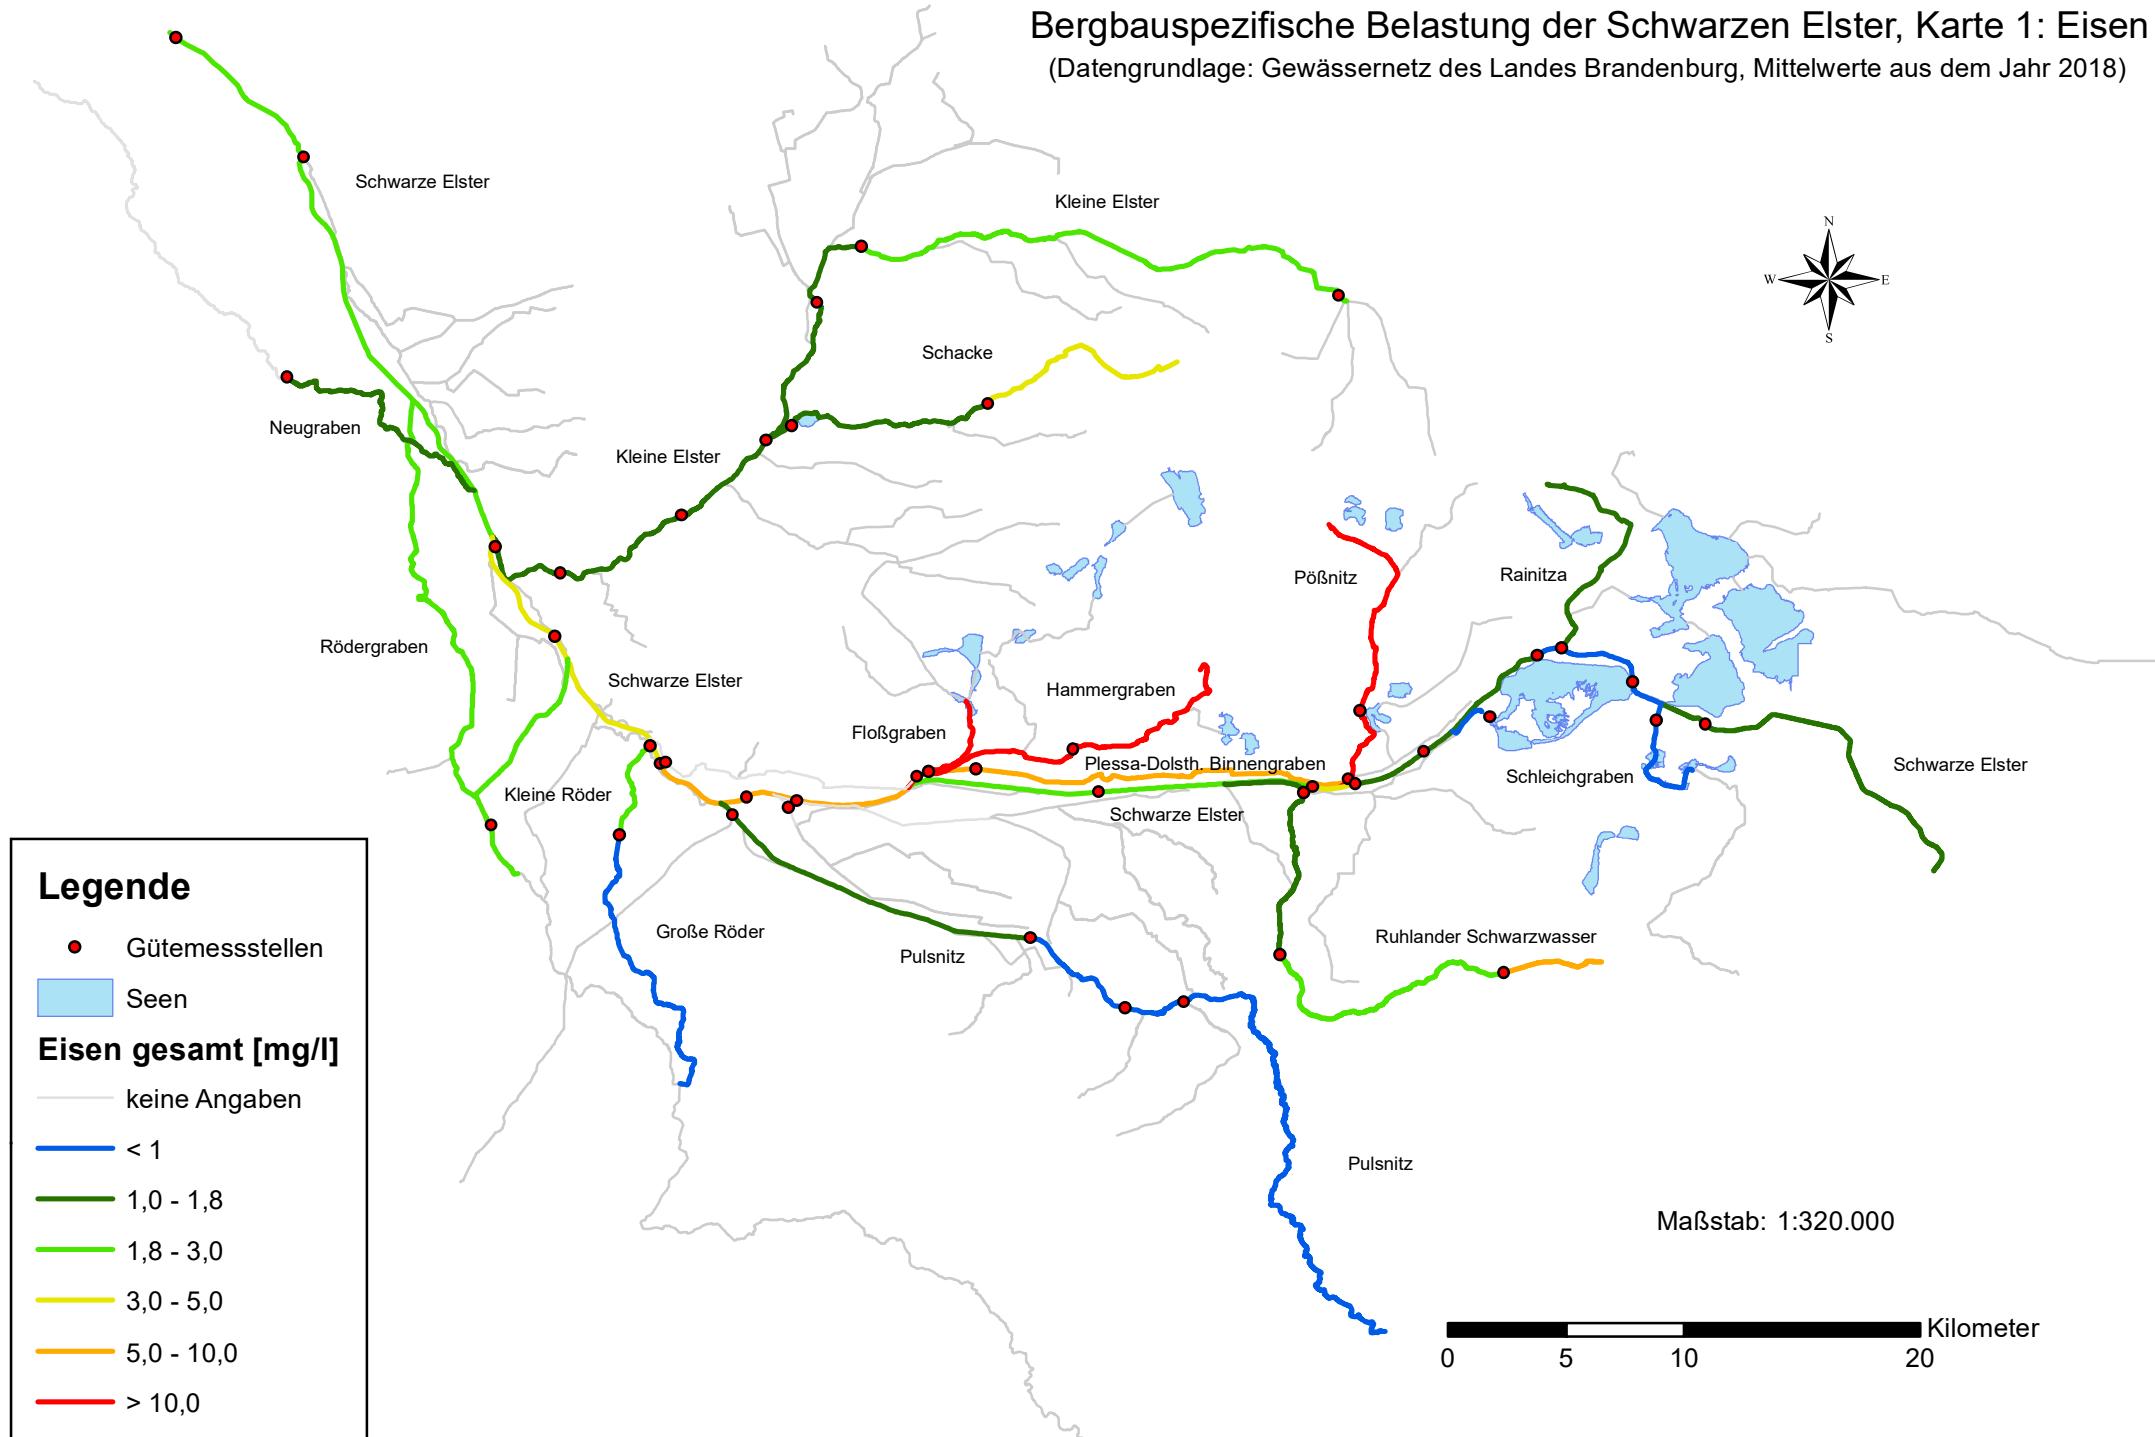 Bergbauspezifische Belastung der Schwarzen Elster, Karte 1: Eisen
(Datengrundlage: Gewässernetz des Landes Brandenburg, Mittelwerte aus dem Jahr 2018)
Schwarze Elster
Kleine Elster
N
W
E
S
Schacke
Neugraben
Kleine Elster
Pößnitz
Rainitza
Rödergraben
Schwarze Elster
Hammergraben
Floßgraben
Plessa-Dolsth. Binnengraben
Schleichgraben
Schwarze Elster
Kleine Röder
Schwarze Elster
Große Röder
Pulsnitz
Ruhlander Schwarzwasser
Pulsnitz
Legende
Gütemessstellen
Seen
Eisen gesamt [mg/l]
keine Angaben
< 1
1,0 - 1,8
1,8 - 3,0
3,0 - 5,0
5,0 - 10,0
> 10,0
Maßstab: 1:320.000
Kilometer
0 5 10 20